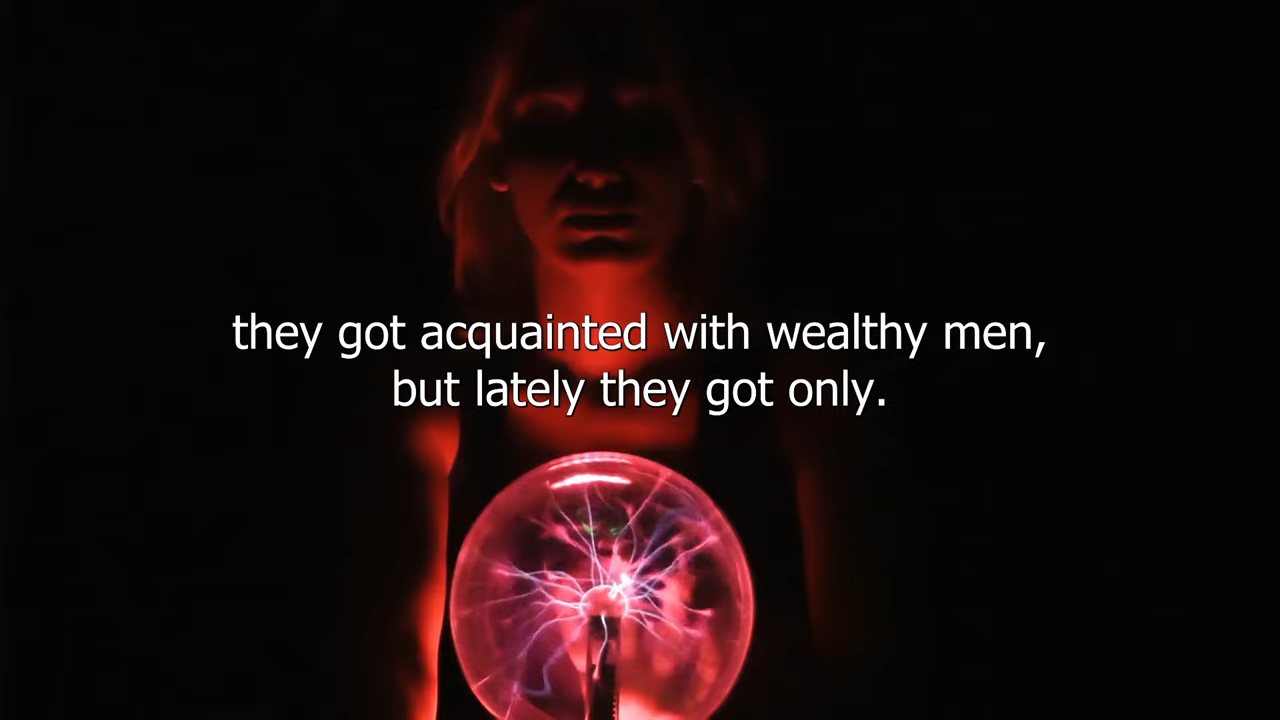 they got acquainted with wealthy men,
but lately they got only.